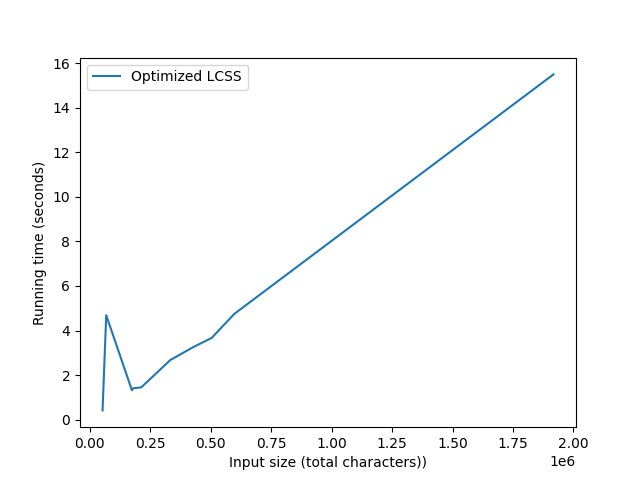 Optimized LCSS
Running time (seconds)
16
14
12
10
8
6
4
2
0
0.00 0.25 0.50 0.75 1.00 1.25 1.50 1.75 2.00
1e6
Input size (total characters))